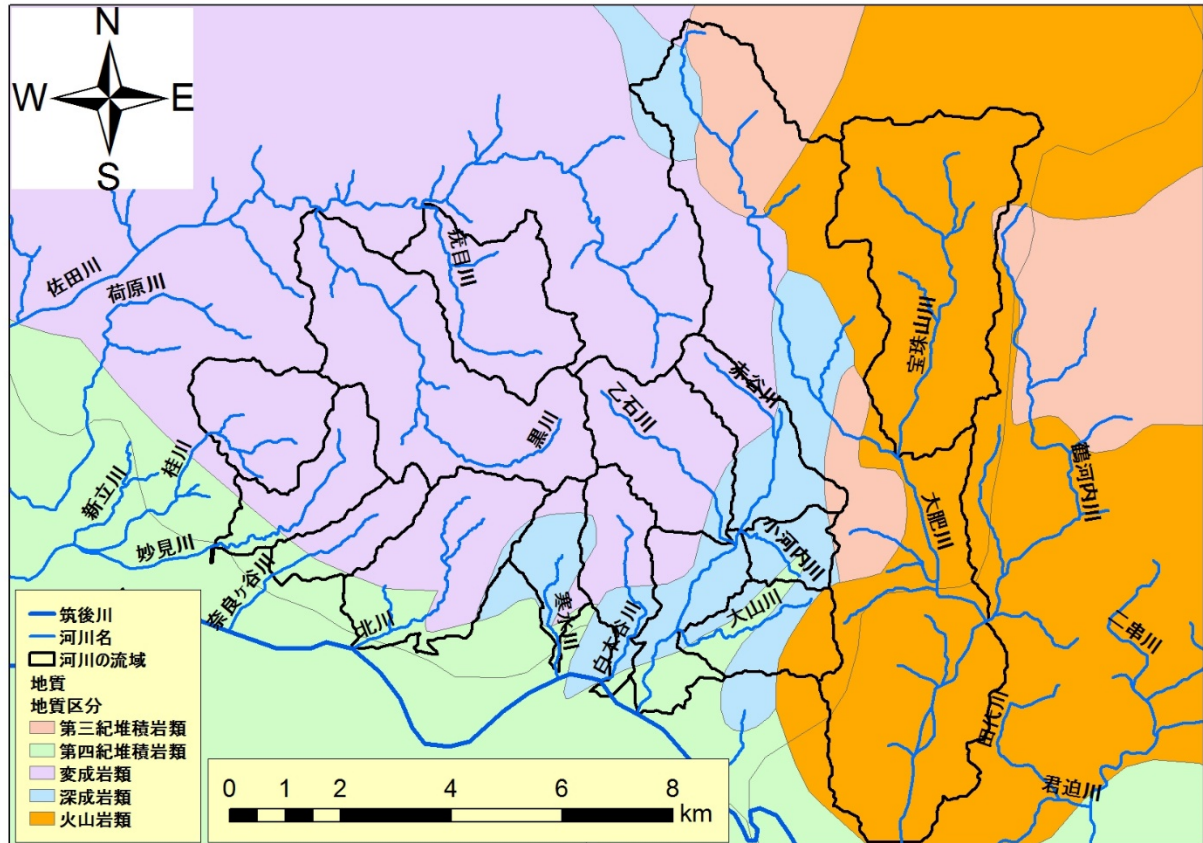 N
W E
S
疣目川
佐田川
荷原川
宝珠山川
赤谷川
乙石川
黒川
鶴河内川
桂川
新立川
大肥川
小河内川
妙見川
奈良ヶ谷川
大山川
寒水川
白木谷川
北川
二串川
田代川
君迫川
筑後川
河川名
河川の流域
地質
地質区分
第三紀堆積岩類
第四紀堆積岩類
変成岩類
深成岩類
火山岩類
0 1 2 4 6 8
km